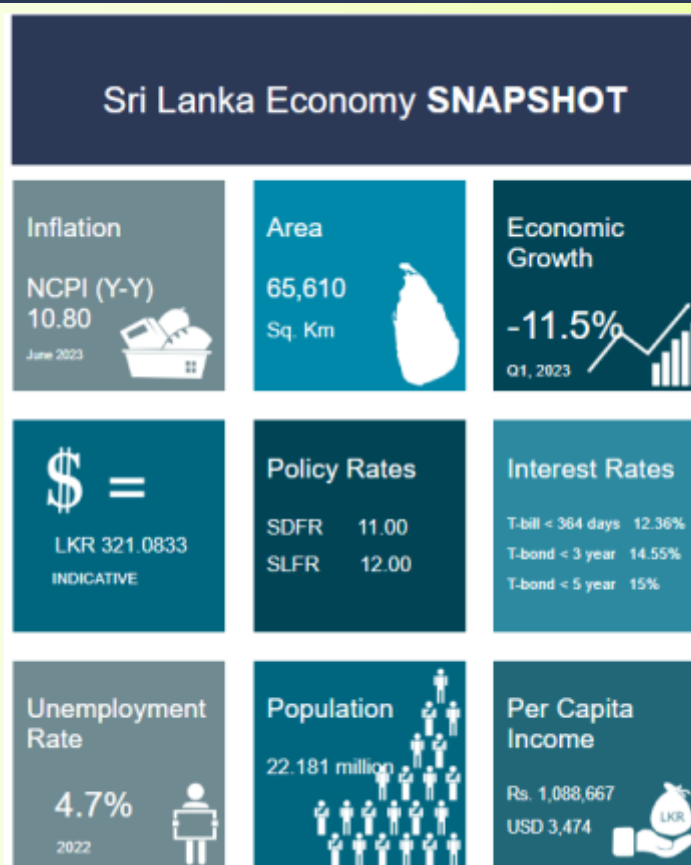 Sri Lanka Economy SNAPSHOT
Inflation
NCPI (Y-Y)
10.80
June 2023
Area
65,610
Sq. Km
Economic
Growth
-11.5%
Q1, 2023
$ =
LKR 321.0833
INDICATIVE
Policy Rates
SDFR 11.00
SLFR 12.00
Interest Rates
T-bill < 364 days 12.36%
T-bond < 3 year 14.55%
T-bond < 5 year 15%
Unemployment
Rate
4.7%
2022
Population
22.181 million
Per Capita
Income
Rs. 1,088,667
USD 3,474
LKR